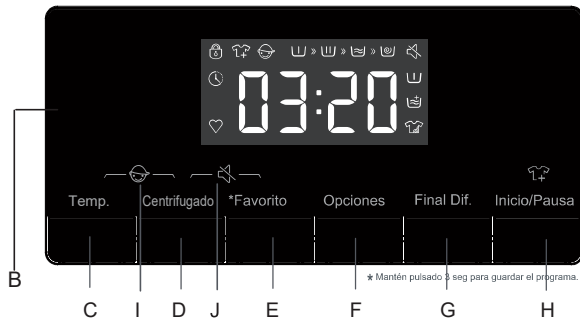 03:20
Temp. Centrifugado *Favorito Opciones Final Dif. Inicio/Pausa
* Mantén pulsado 3 seg para guardar el programa.
B
C I D J E F G H